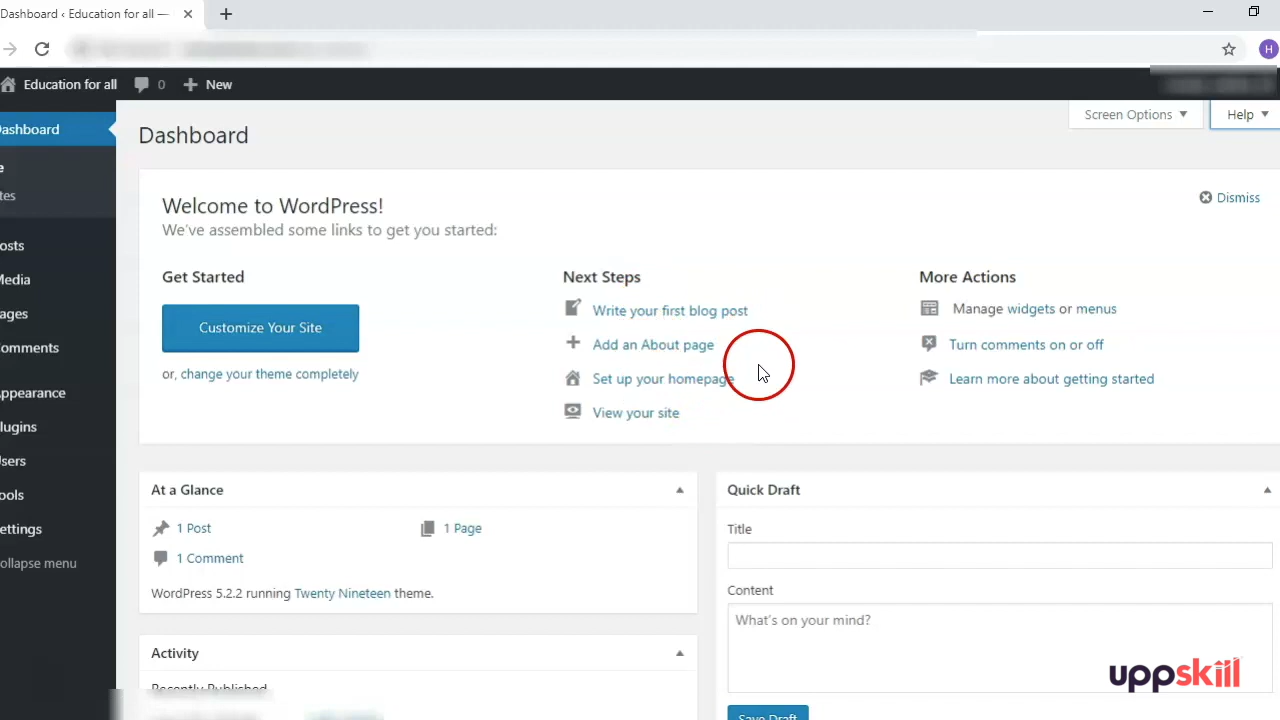 Dashboard ‹ Education for all —
H
Education for all 0 New
Dashboard
Screen Options Help
Dashboard
Welcome to WordPress!
Dismiss
We've assembled some links to get you started:
Get Started
Customize Your Site
or, change your theme completely
Next Steps
Write your first blog post
Add an About page
Set up your homepage
View your site
More Actions
Manage widgets or menus
Turn comments on or off
Learn more about getting started
e
tes
osts
Media
ages
omments
ppearance
lugins
Users
ools
ettings
ollapse menu
At a Glance
1 Post 1 Page
1 Comment
WordPress 5.2.2 running Twenty Nineteen theme.
Activity
Recently Published
Quick Draft
Title
Content
What's on your mind?
Save Draft
uppskill